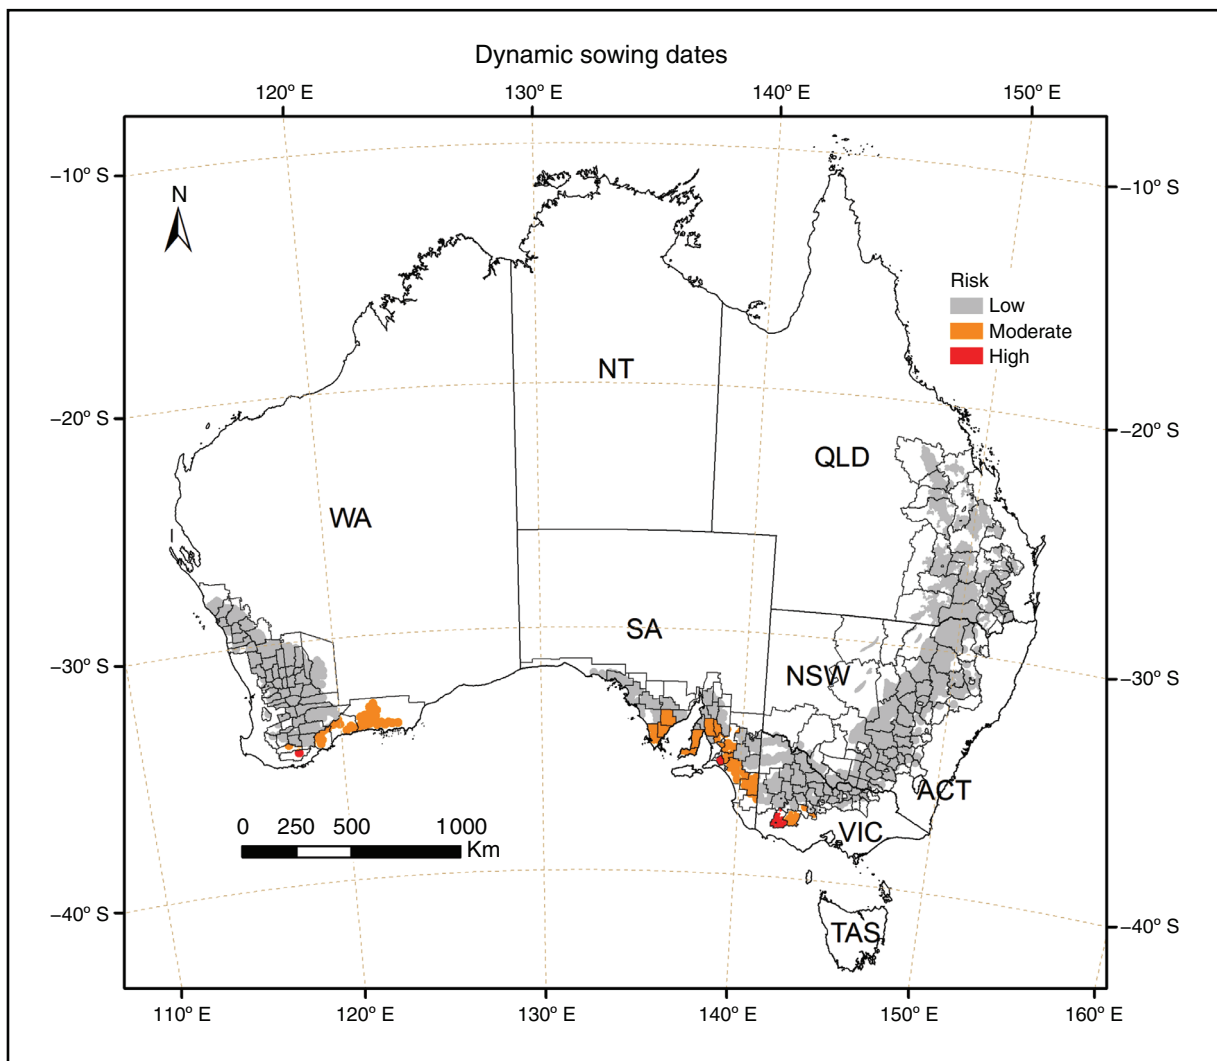 Dynamic sowing dates
120° E 130° E 140° E 150° E
−10° S
−10° S
N
Risk
Low
Moderate
High
NT
−20° S
−20° S
QLD
WA
SA
−30° S
NSW
−30° S
ACT
0 250 500 1000
Km
VIC
−40° S
−40° S
TAS
110° E 120° E 130° E 140° E 150° E 160° E